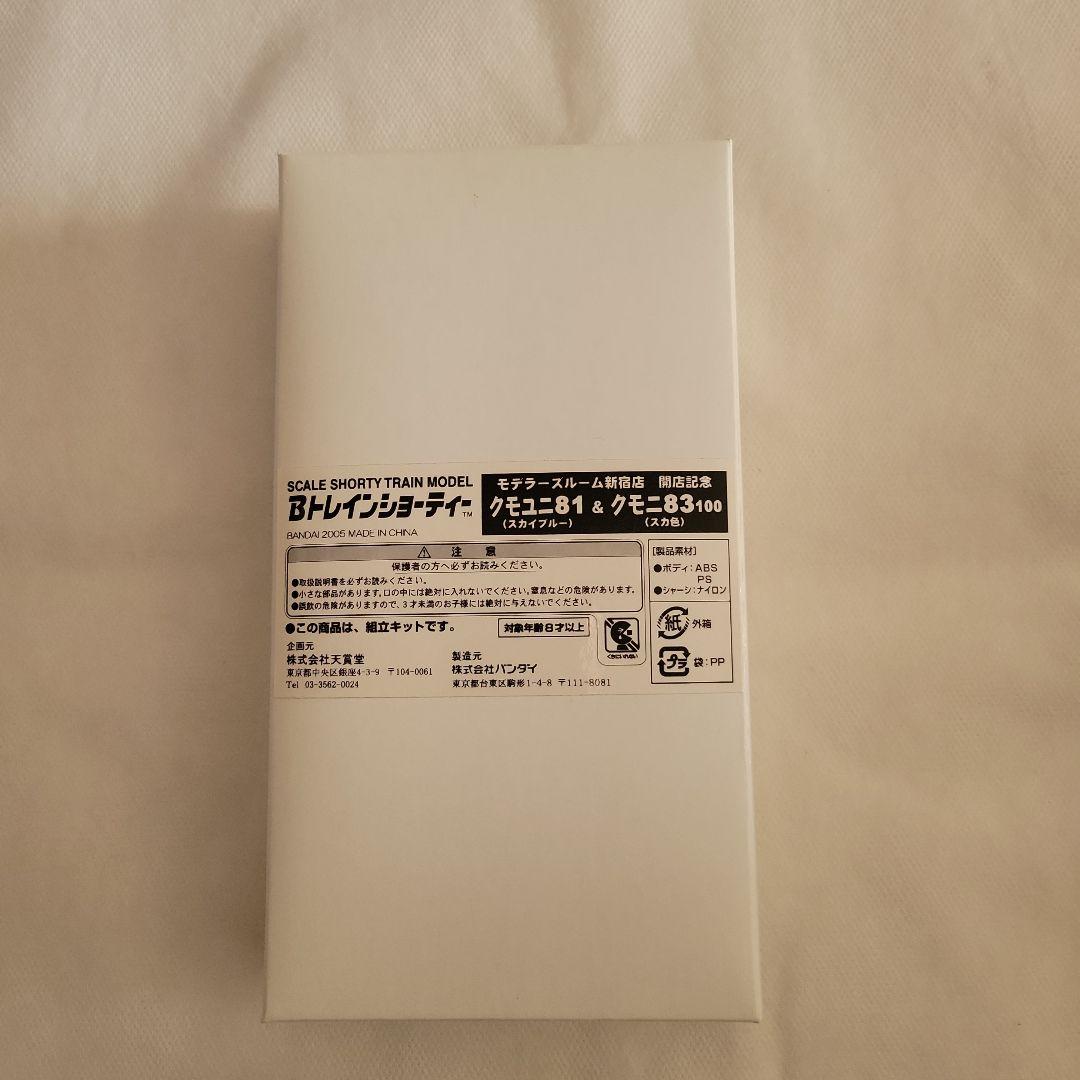 SCALE SHORTY TRAIN MODEL
Bトレインショーティー™
BANDAI 2005 MADE IN CHINA
モデラーズルーム新宿店 開店記念
クモユニ81 & クモニ83100
(スカイブルー) (スカ色)
⚠ 注意
保護者の方へ必ずお読みください。
●取扱説明書を必ずお読みください。
●小さな部品があります。口の中には絶対に入れないでください。窒息などの危険があります。
●誤飲の危険がありますので、3才未満のお子様には絶対に与えないでください。
●この商品は、組立キットです。
対象年齢8才以上
くちにいれない
企画元
株式会社天賞堂
東京都中央区銀座4-3-9 〒104-0061
Tel 03-3562-0024
製造元
株式会社バンダイ
東京都台東区駒形1-4-8 〒111-8081
[製品素材]
●ボディ:ABS
PS
●シャーシ:ナイロン
紙 外箱
プラ 袋:PP